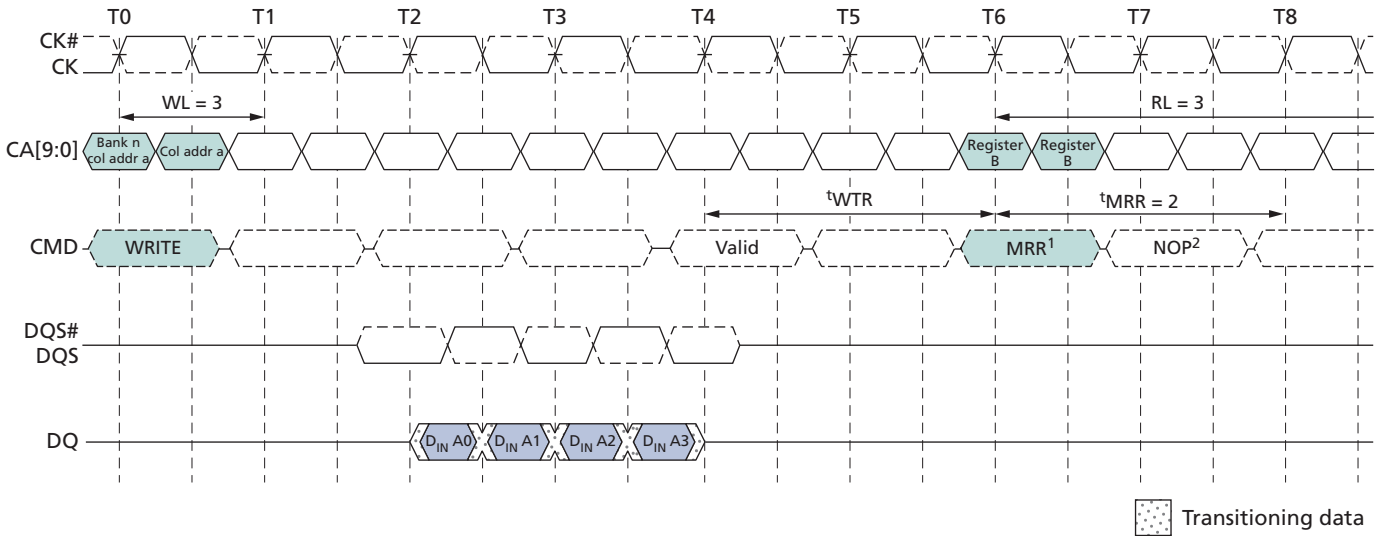 T0 T1 T2 T3 T4 T5 T6 T7 T8
CK#
CK
WL = 3
RL = 3
CA[9:0]
Bank n
col addr a
Col addr a
Register
B
Register
B
tWTR
tMRR = 2
CMD
WRITE
Valid
MRR1
NOP2
DQS#
DQS
DQ
DIN A0
DIN A1
DIN A2
DIN A3
Transitioning data